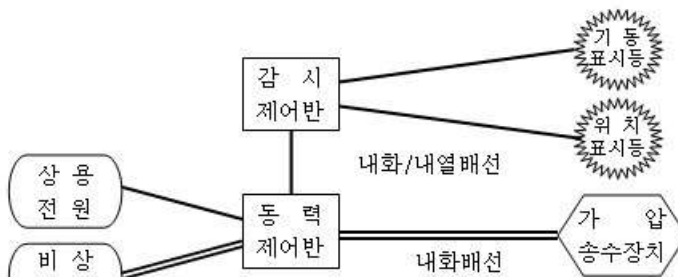 기 동
표시등
감 시
제어반
위 치
표시등
내화/내열배선
상 용
전 원
동 력
제어반
가 압
송수장치
내화배선
비 상